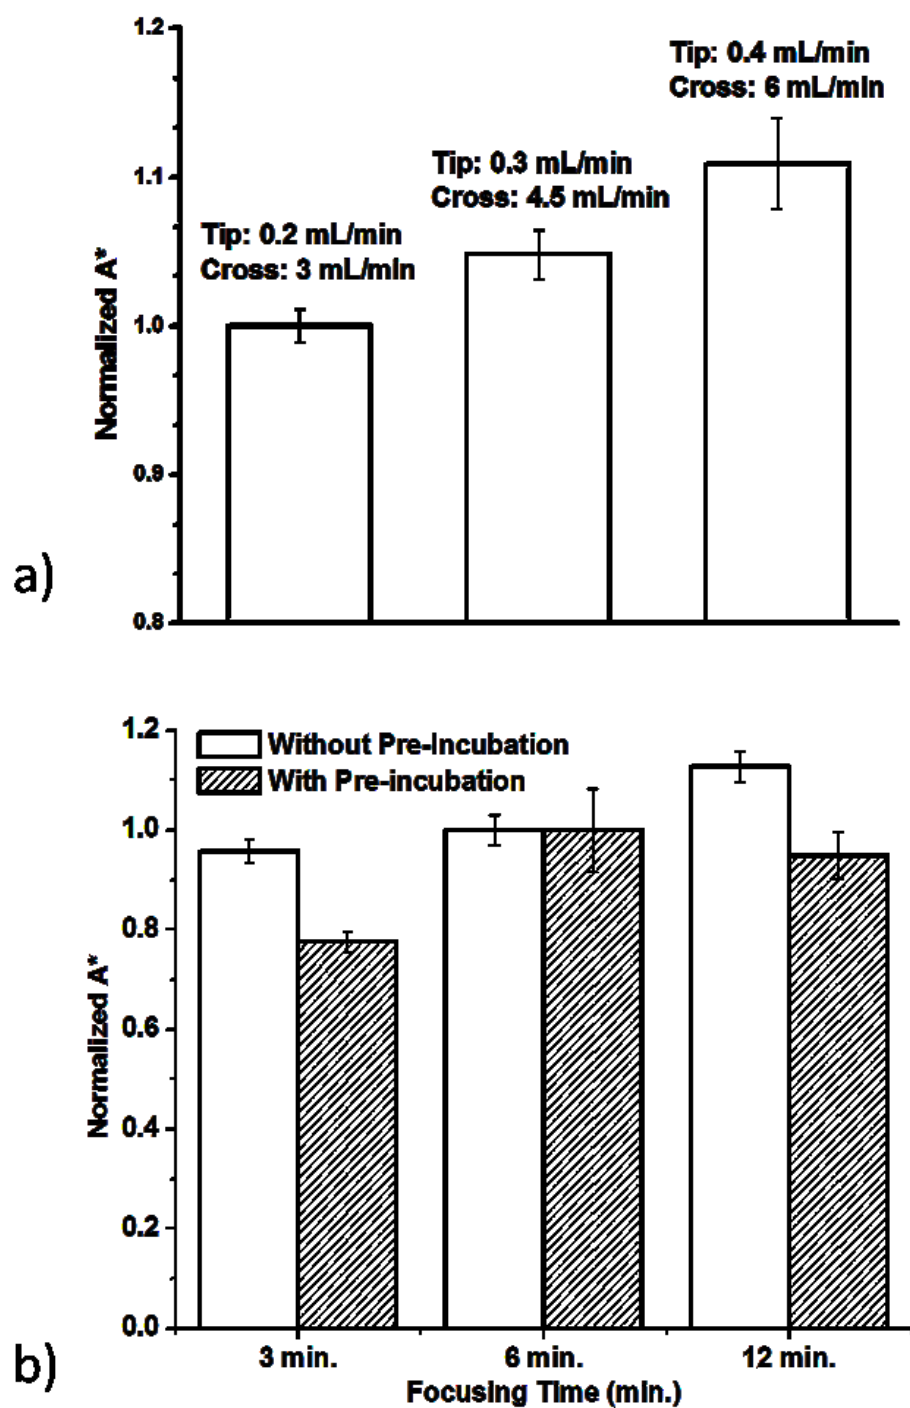 1.2
Tip: 0.4 mL/min
Cross: 6 mL/min
Tip: 0.3 mL/min
Cross: 4.5 mL/min
1.1
Tip: 0.2 mL/min
Cross: 3 mL/min
1.0
Normalized A*
0.9
a)
0.8
1.2
Without Pre-Incubation
With Pre-incubation
1.0
0.8
Normalized A*
0.6
0.4
0.2
0.0
b)
3 min.
6 min.
12 min.
Focusing Time (min.)